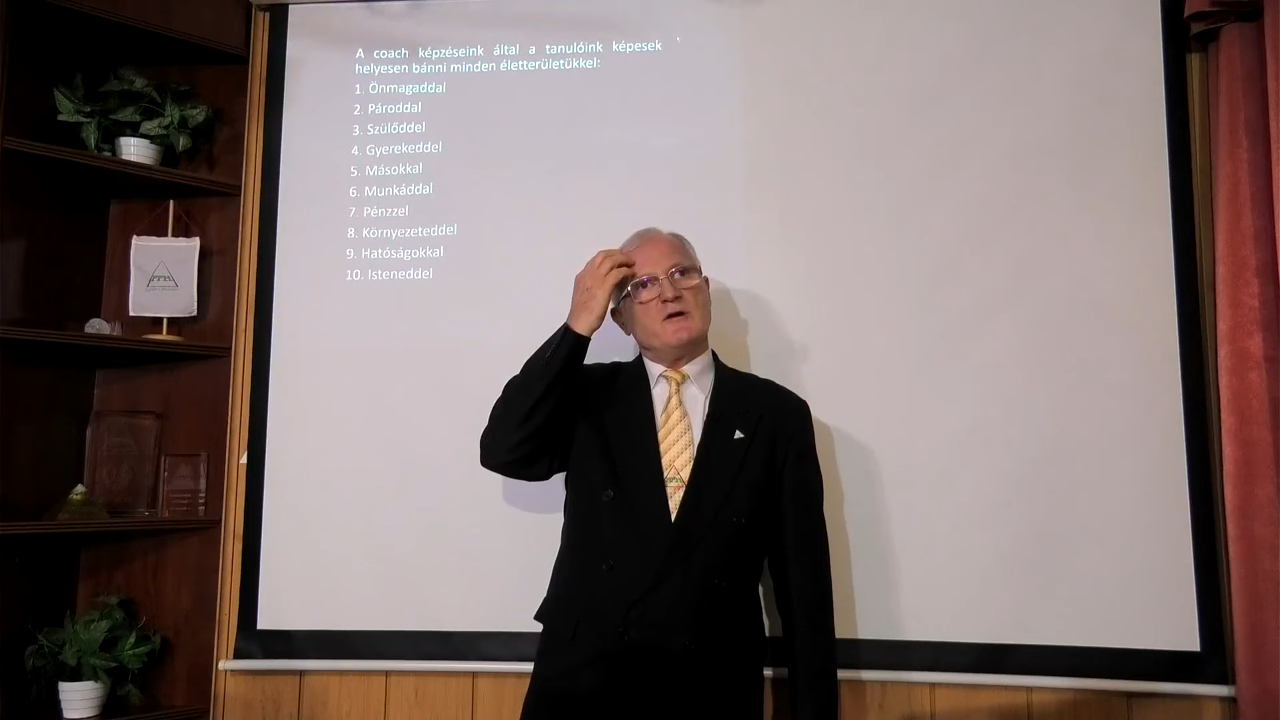 A coach képzéseink által a tanulóink képesek
helyesen bánni minden életterületükkel:
1. Önmagaddal
2. Pároddal
3. Szülőddel
4. Gyerekeddel
5. Másokkal
6. Munkáddal
7. Pénzzel
8. Környezeteddel
9. Hatóságokkal
10. Isteneddel